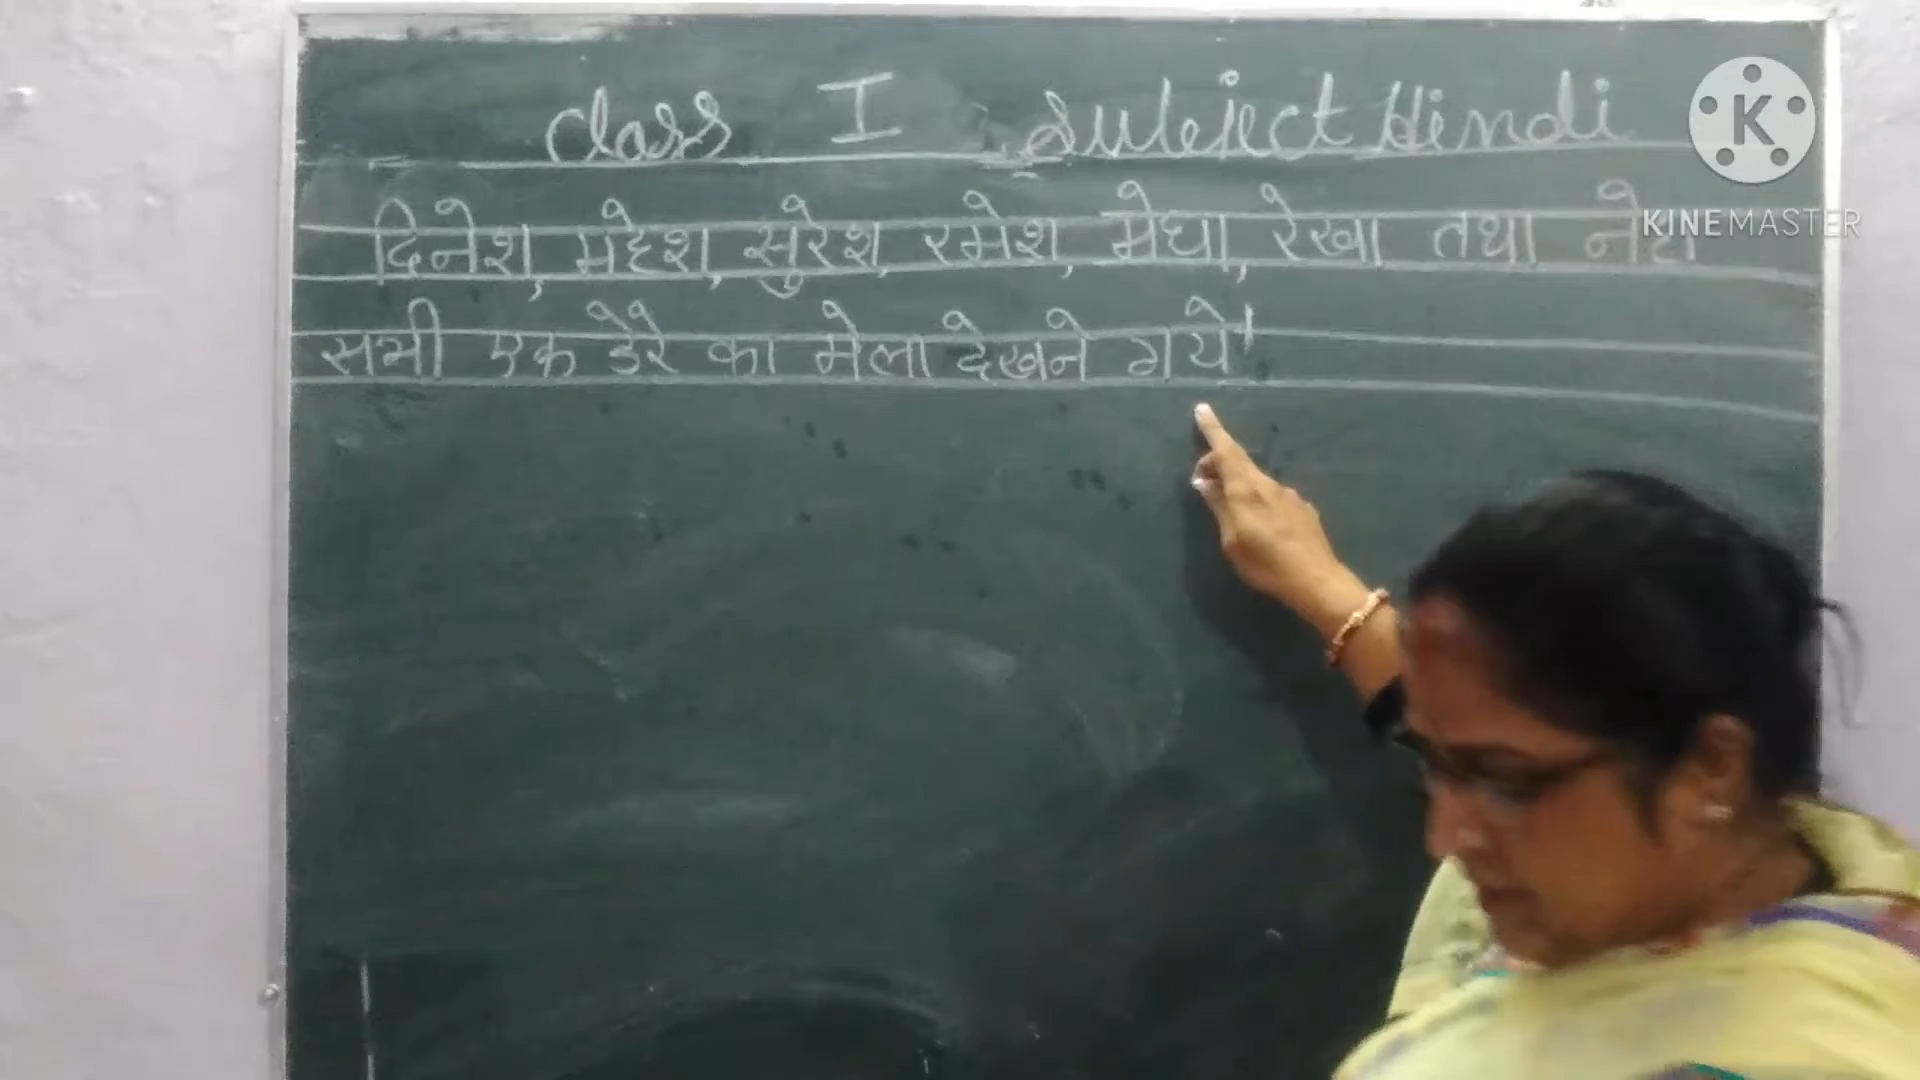 Class I Subject Hindi
दिनेश, महेश, सुरेश, रमेश, मेघा, रेखा तथा नेहा
सभी एक डेरे का मेला देखने गये।
K
KINEMASTER